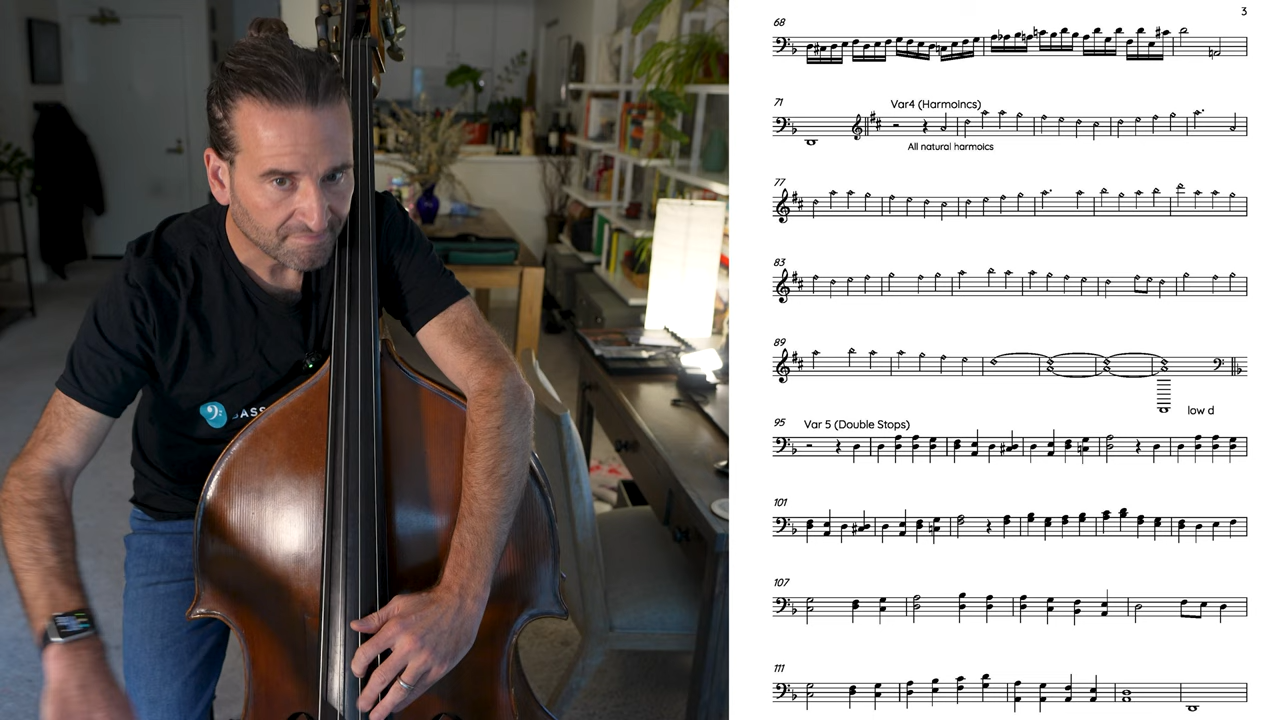 3
68
71
Var4 (Harmoincs)
All natural harmoics
77
83
89
low d
95
Var 5 (Double Stops)
101
107
111
BASS